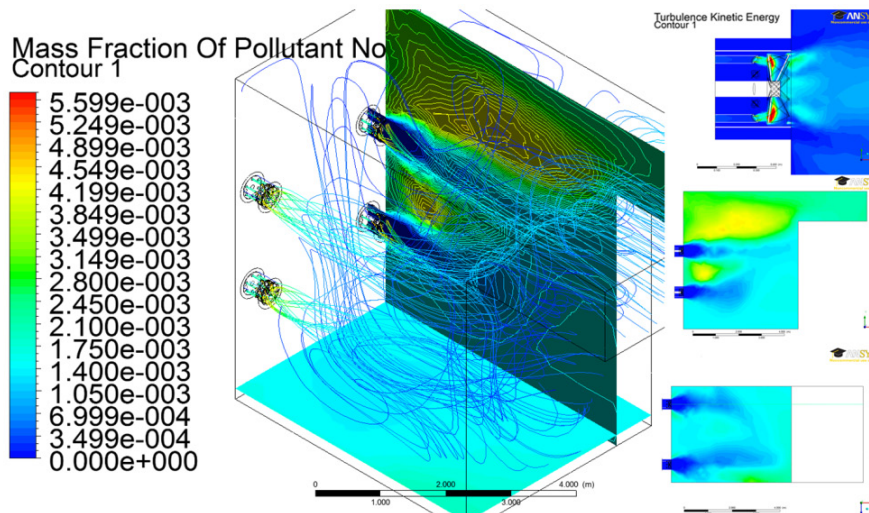 Mass Fraction Of Pollutant No
Contour 1
5.599e-003
5.249e-003
4.899e-003
4.549e-003
4.199e-003
3.849e-003
3.499e-003
3.149e-003
2.800e-003
2.450e-003
2.100e-003
1.750e-003
1.400e-003
1.050e-003
6.999e-004
3.499e-004
0.000e+000
0
2.000
4.000 (m)
1.000
3.000
Turbulence Kinetic Energy
Contour 1
ANSY
ANSY
ANSY